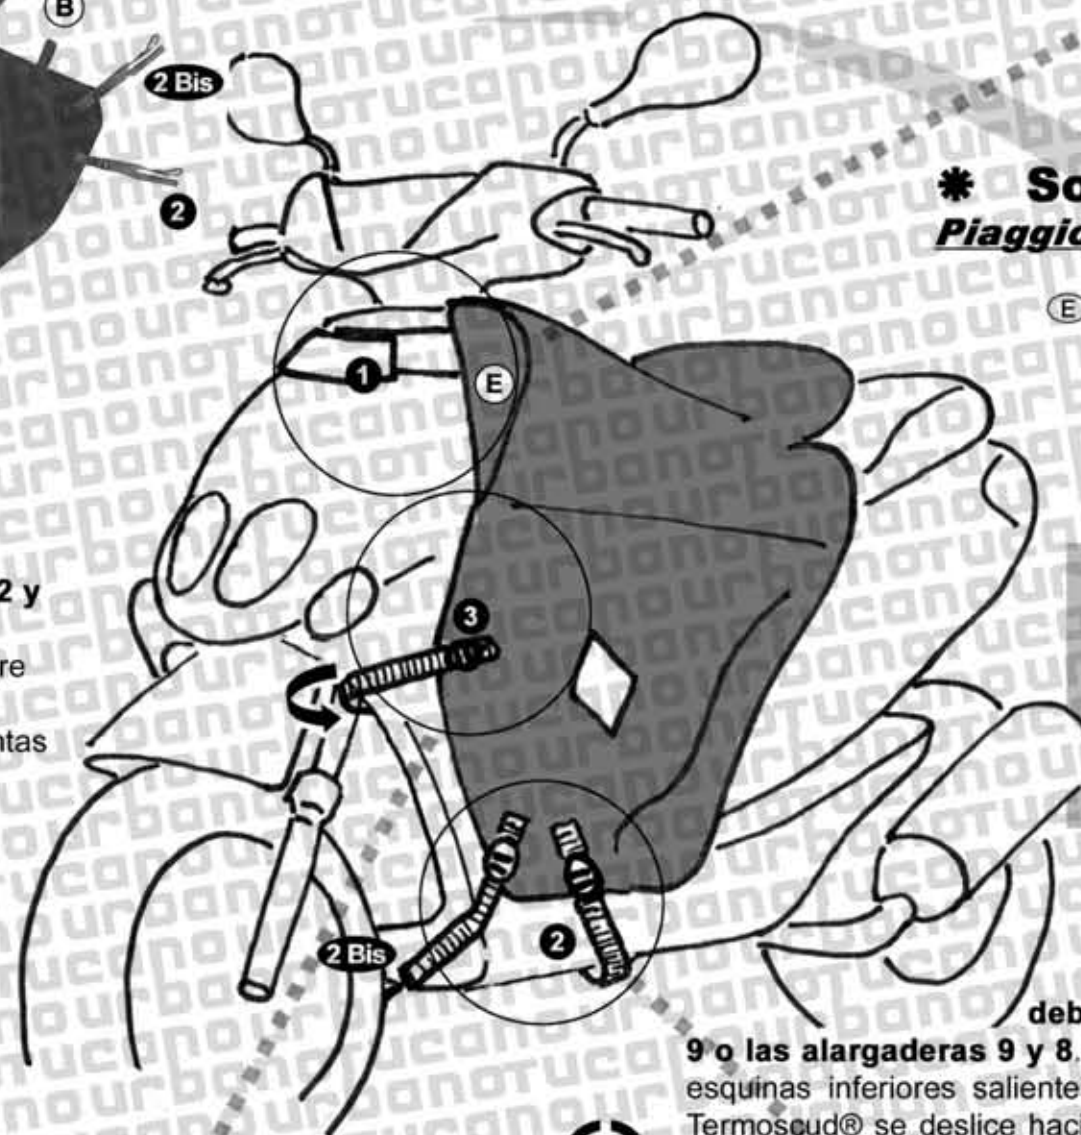 B
2 Bis
2
* So
Piaggio
E
1
E
2 y
3
re
ntas
2 Bis
2
deb
9 o las alargaderas 9 y 8.
esquinas inferiores saliente
Termoscud® se deslice hac